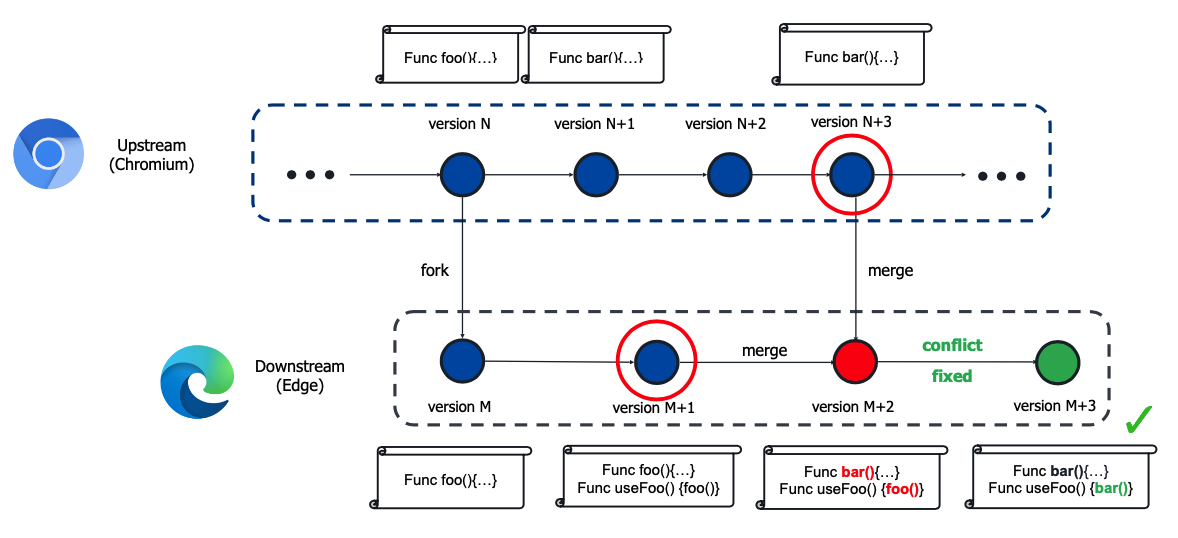 Func foo(){...}
Func bar(){...}
Func bar(){...}
version N
version N+1
version N+2
version N+3
Upstream
(Chromium)
fork
merge
Downstream
(Edge)
merge
conflict
fixed
version M
version M+1
version M+2
version M+3
Func foo(){...}
Func foo(){...}
Func useFoo() {foo()}
Func bar(){...}
Func useFoo() {foo()}
Func bar(){...}
Func useFoo() {bar()}